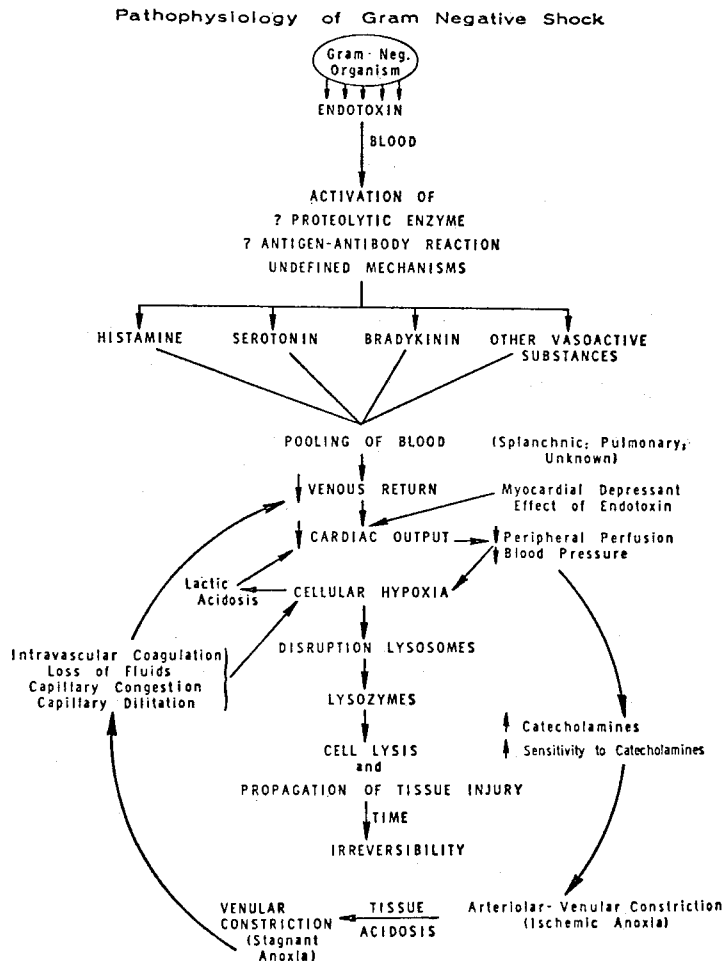 Pathophysiology of Gram Negative Shock
Gram-Neg.
Organism
ENDOTOXIN
BLOOD
ACTIVATION OF
? PROTEOLYTIC ENZYME
? ANTIGEN-ANTIBODY REACTION
UNDEFINED MECHANISMS
HISTAMINE
SEROTONIN
BRADYKININ
OTHER VASOACTIVE
SUBSTANCES
POOLING OF BLOOD
(Splanchnic; Pulmonary;
Unknown)
VENOUS RETURN
Myocardial Depressant
Effect of Endotoxin
CARDIAC OUTPUT
Peripheral Perfusion
Blood Pressure
Lactic
Acidosis
CELLULAR HYPOXIA
DISRUPTION LYSOSOMES
Intravascular Coagulation
Loss of Fluids
Capillary Congestion
Capillary Dilitation
LYSOZYMES
Catecholamines
Sensitivity to Catecholamines
CELL LYSIS
and
PROPAGATION OF TISSUE INJURY
TIME
IRREVERSIBILITY
Arteriolar-Venular Constriction
(Ischemic Anoxia)
TISSUE
ACIDOSIS
VENULAR
CONSTRICTION
(Stagnant
Anoxia)